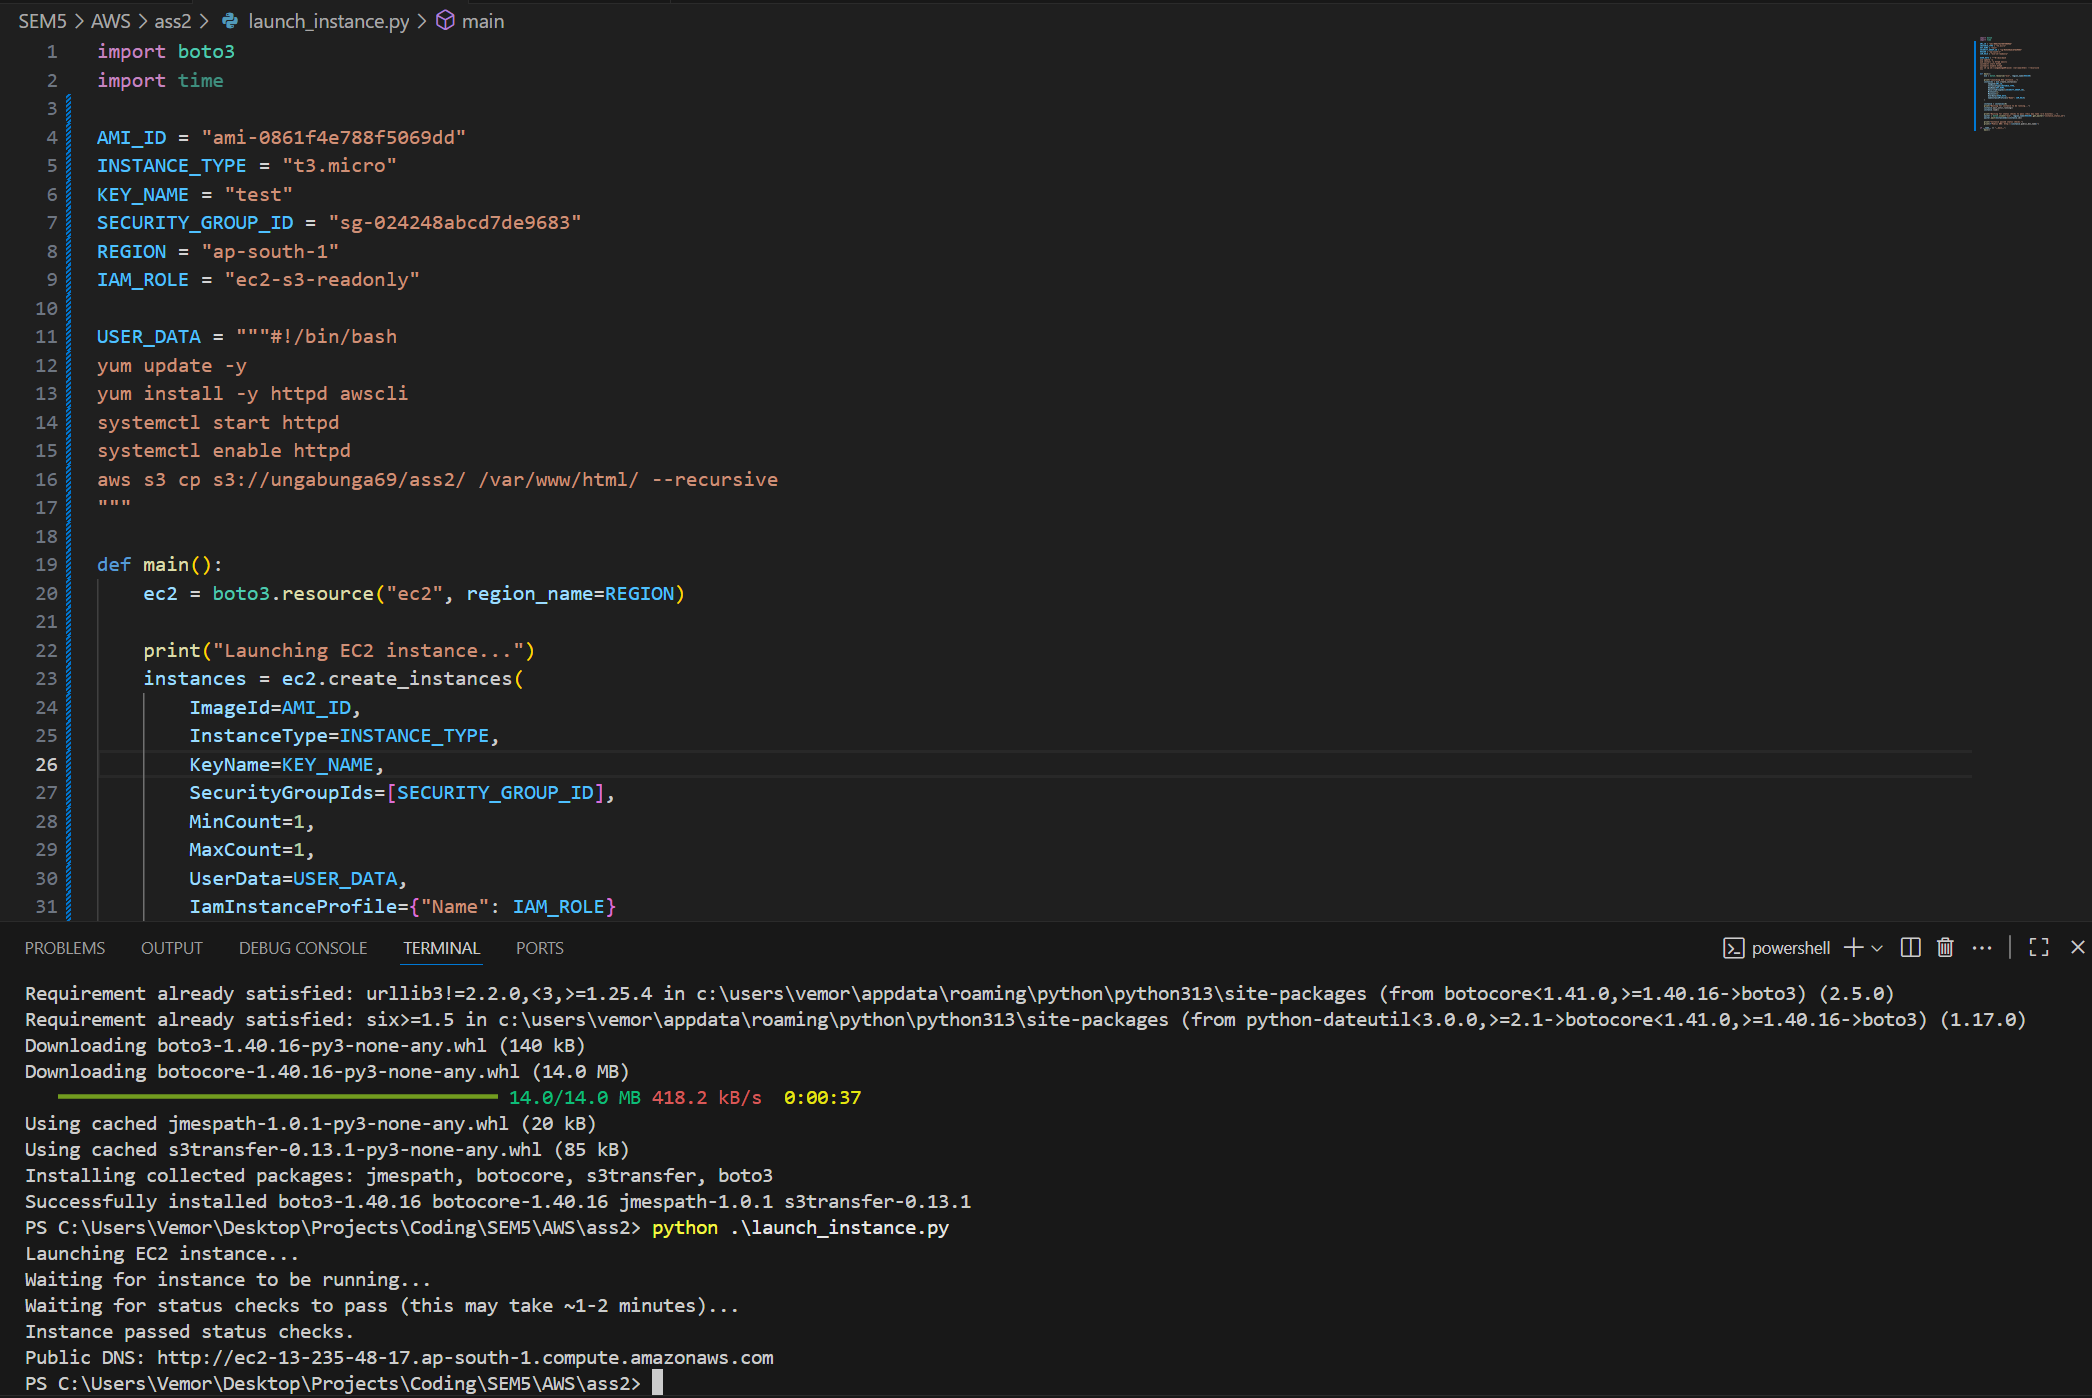 SEM5 > AWS > ass2 > launch_instance.py > main
1 import boto3
2 import time
3
4 AMI_ID = "ami-0861f4e788f5069dd"
5 INSTANCE_TYPE = "t3.micro"
6 KEY_NAME = "test"
7 SECURITY_GROUP_ID = "sg-024248abcd7de9683"
8 REGION = "ap-south-1"
9 IAM_ROLE = "ec2-s3-readonly"
10
11 USER_DATA = """#!/bin/bash
12 yum update -y
13 yum install -y httpd awscli
14 systemctl start httpd
15 systemctl enable httpd
16 aws s3 cp s3://ungabunga69/ass2/ /var/www/html/ --recursive
17 """
18
19 def main():
20     ec2 = boto3.resource("ec2", region_name=REGION)
21
22     print("Launching EC2 instance...")
23     instances = ec2.create_instances(
24         ImageId=AMI_ID,
25         InstanceType=INSTANCE_TYPE,
26         KeyName=KEY_NAME,
27         SecurityGroupIds=[SECURITY_GROUP_ID],
28         MinCount=1,
29         MaxCount=1,
30         UserData=USER_DATA,
31         IamInstanceProfile={"Name": IAM_ROLE}
PROBLEMS OUTPUT DEBUG CONSOLE TERMINAL PORTS powershell
Requirement already satisfied: urllib3!=2.2.0,<3,>=1.25.4 in c:\users\vemor\appdata\roaming\python\python313\site-packages (from botocore<1.41.0,>=1.40.16->boto3) (2.5.0)
Requirement already satisfied: six>=1.5 in c:\users\vemor\appdata\roaming\python\python313\site-packages (from python-dateutil<3.0.0,>=2.1->botocore<1.41.0,>=1.40.16->boto3) (1.17.0)
Downloading boto3-1.40.16-py3-none-any.whl (140 kB)
Downloading botocore-1.40.16-py3-none-any.whl (14.0 MB)
14.0/14.0 MB 418.2 kB/s 0:00:37
Using cached jmespath-1.0.1-py3-none-any.whl (20 kB)
Using cached s3transfer-0.13.1-py3-none-any.whl (85 kB)
Installing collected packages: jmespath, botocore, s3transfer, boto3
Successfully installed boto3-1.40.16 botocore-1.40.16 jmespath-1.0.1 s3transfer-0.13.1
PS C:\Users\Vemor\Desktop\Projects\Coding\SEM5\AWS\ass2> python .\launch_instance.py
Launching EC2 instance...
Waiting for instance to be running...
Waiting for status checks to pass (this may take ~1-2 minutes)...
Instance passed status checks.
Public DNS: http://ec2-13-235-48-17.ap-south-1.compute.amazonaws.com
PS C:\Users\Vemor\Desktop\Projects\Coding\SEM5\AWS\ass2>